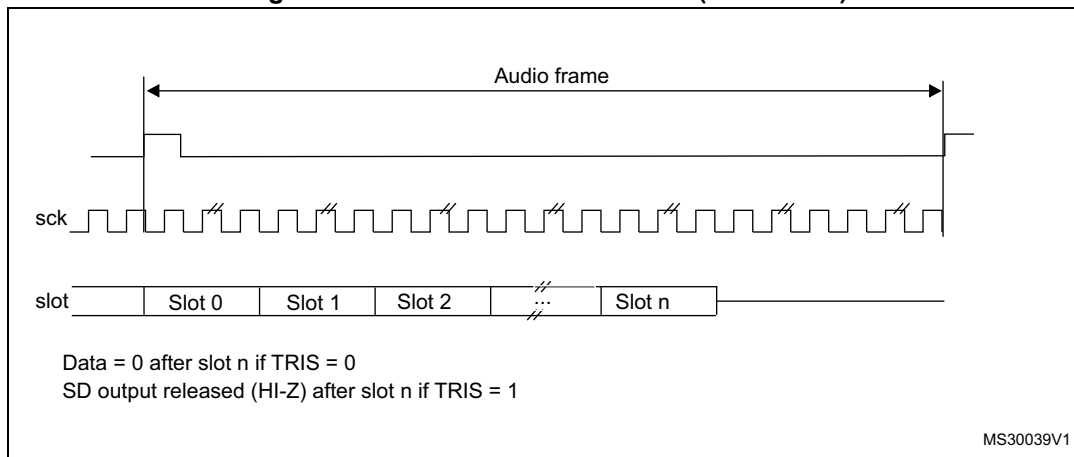 Audio frame
sck
slot Slot 0 Slot 1 Slot 2 ... Slot n
Data = 0 after slot n if TRIS = 0
SD output released (HI-Z) after slot n if TRIS = 1
MS30039V1